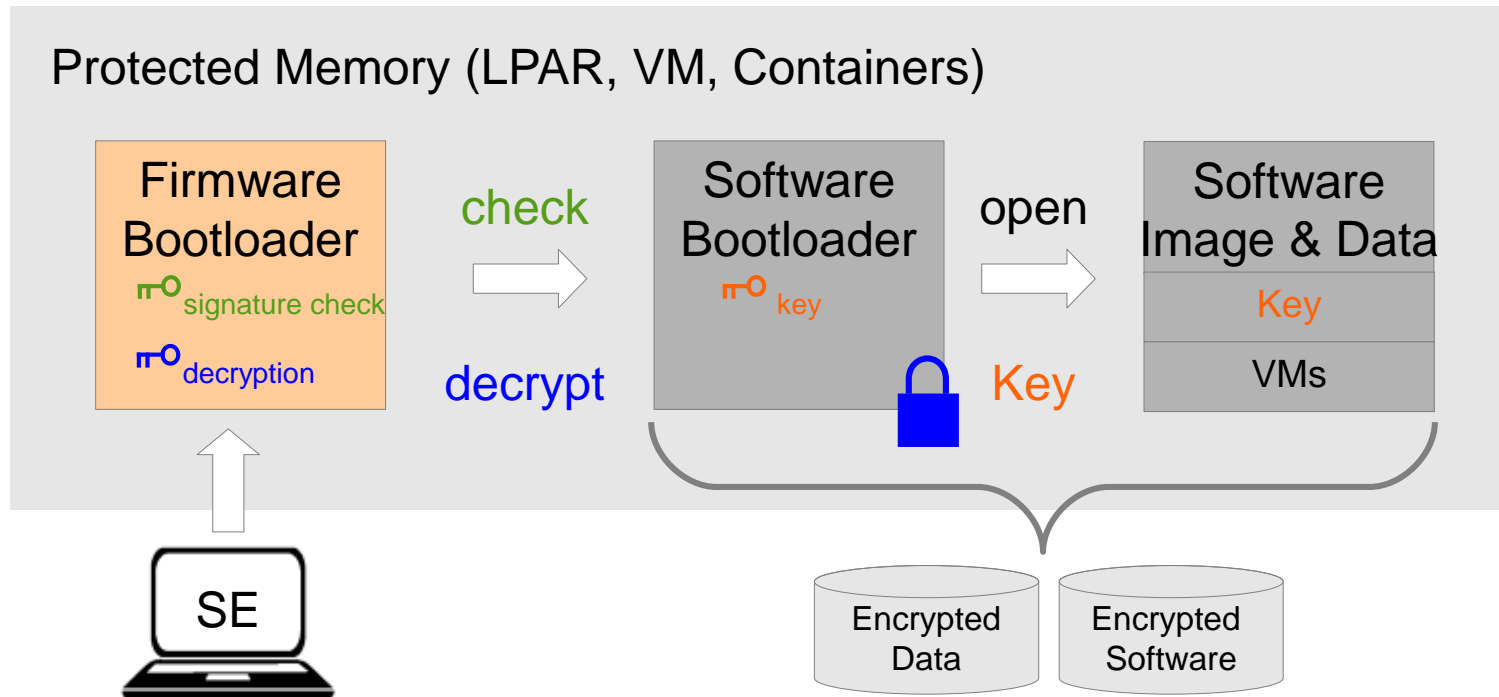 Protected Memory (LPAR, VM, Containers)
Firmware
Bootloader
signature check
decryption
check
decrypt
Software
Bootloader
key
open
Key
Software
Image & Data
Key
VMs
SE
Encrypted
Data
Encrypted
Software